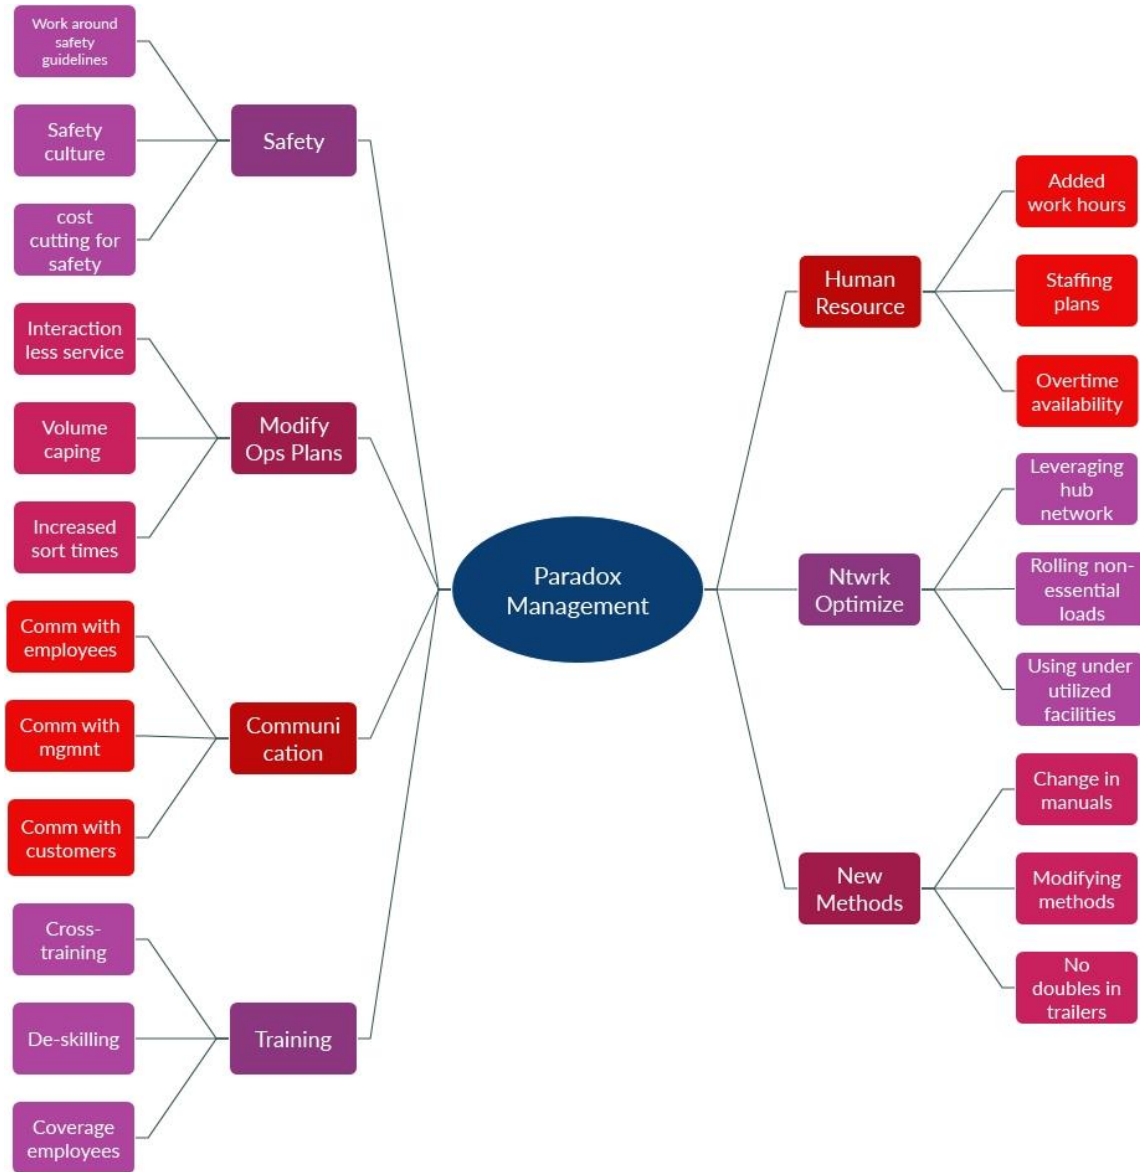 Work around
safety
guidelines
Safety
culture
cost
cutting for
safety
Safety
Interaction
less service
Volume
caping
Increased
sort times
Modify
Ops Plans
Comm with
employees
Comm with
mgmnt
Comm with
customers
Communi
cation
Cross-
training
De-skilling
Coverage
employees
Training
Paradox
Management
Human
Resource
Added
work hours
Staffing
plans
Overtime
availability
Ntwrk
Optimize
Leveraging
hub
network
Rolling non-
essential
loads
Using under
utilized
facilities
New
Methods
Change in
manuals
Modifying
methods
No
doubles in
trailers